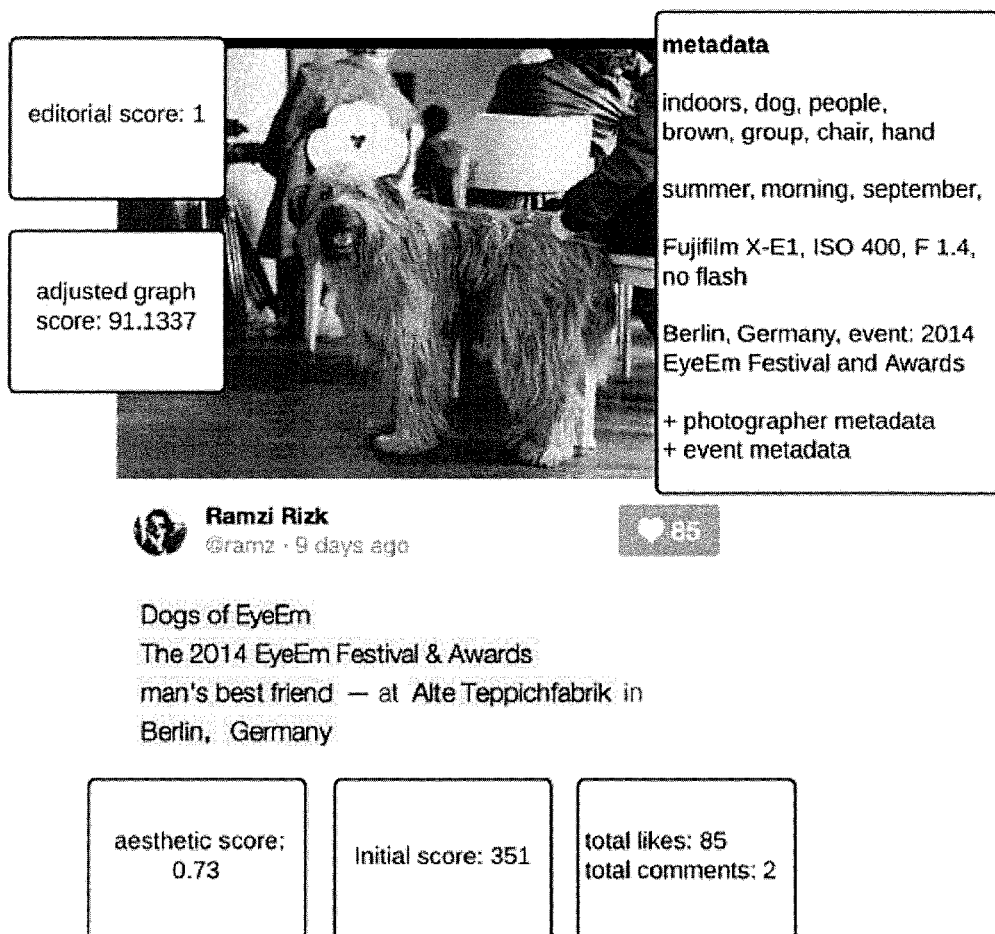 editorial score: 1
adjusted graph
score: 91.1337
metadata
indoors, dog, people,
brown, group, chair, hand
summer, morning, september,
Fujifilm X-E1, ISO 400, F 1.4,
no flash
Berlin, Germany, event: 2014
EyeEm Festival and Awards
+ photographer metadata
+ event metadata
Ramzi Rizk
@ramz · 9 days ago
85
Dogs of EyeEm
The 2014 EyeEm Festival & Awards
man's best friend — at Alte Teppichfabrik in
Berlin, Germany
aesthetic score:
0.73
Initial score: 351
total likes: 85
total comments: 2